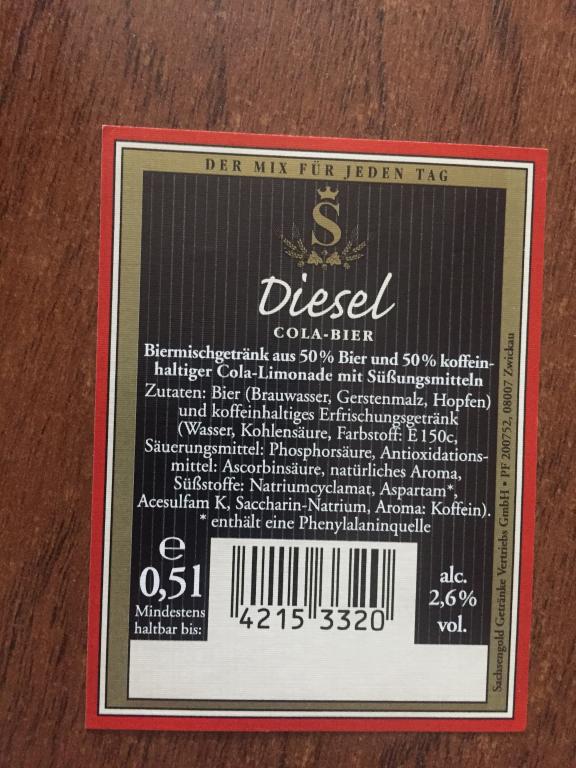 DER MIX FÜR JEDEN TAG
S
Diesel
COLA-BIER
Biermischgetränk aus 50% Bier und 50% koffein-
haltiger Cola-Limonade mit Süßungsmitteln
Zutaten: Bier (Brauwasser, Gerstenmalz, Hopfen)
und koffeinhaltiges Erfrischungsgetränk
(Wasser, Kohlensäure, Farbstoff: E 150c,
Säuerungsmittel: Phosphorsäure, Antioxidations-
mittel: Ascorbinsäure, natürliches Aroma,
Süßstoffe: Natriumcyclamat, Aspartam*,
Acesulfam K, Saccharin-Natrium, Aroma: Koffein).
* enthält eine Phenylalaninquelle
e
0,5l
Mindestens
haltbar bis:
4215 3320
alc.
2,6%
vol.
Sachsengold Getränke Vertriebs GmbH • PF 200752, 08007 Zwickau